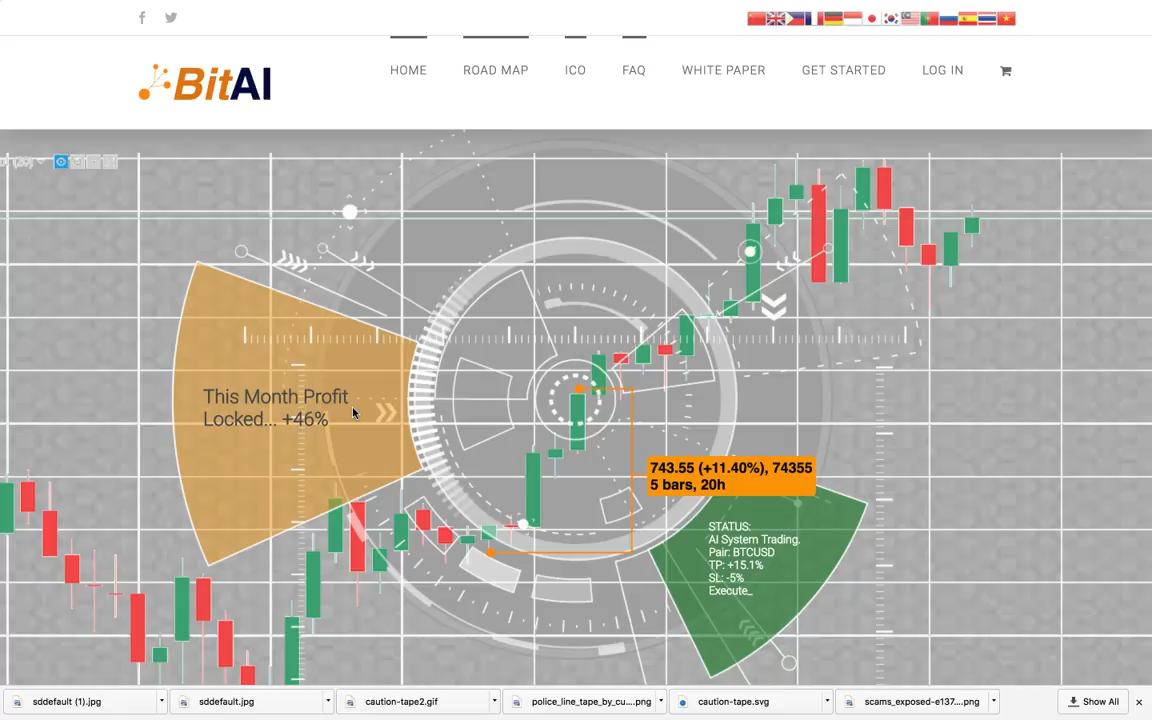 BitAI
HOME
ROAD MAP
ICO
FAQ
WHITE PAPER
GET STARTED
LOG IN
This Month Profit
Locked... +46%
743.55 (+11.40%), 74355
5 bars, 20h
STATUS:
AI System Trading.
Pair: BTCUSD
TP: +15.1%
SL: -5%
Execute_
sddefault (1).jpg
sddefault.jpg
caution-tape2.gif
police_line_tape_by_cu....png
caution-tape.svg
scams_exposed-e137....png
Show All